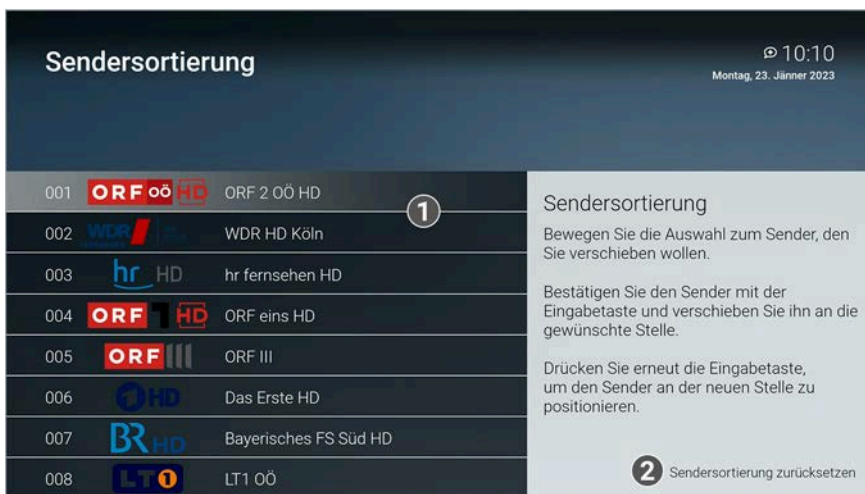 Sendersortierung
10:10
Montag, 23. Jänner 2023
001 ORF OÖ HD ORF 2 OÖ HD
1
002 WDR WDR HD Köln
003 hr HD hr fernsehen HD
004 ORF 1 HD ORF eins HD
005 ORF III ORF III
006 1 HD Das Erste HD
007 BR HD Bayerisches FS Süd HD
008 LT1 LT1 OÖ
Sendersortierung
Bewegen Sie die Auswahl zum Sender, den
Sie verschieben wollen.
Bestätigen Sie den Sender mit der
Eingabetaste und verschieben Sie ihn an die
gewünschte Stelle.
Drücken Sie erneut die Eingabetaste,
um den Sender an der neuen Stelle zu
positionieren.
2 Sendersortierung zurücksetzen